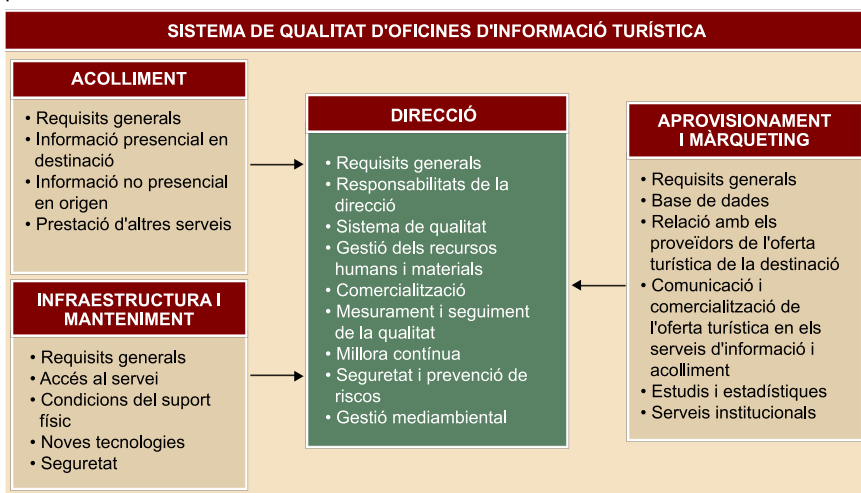 SISTEMA DE QUALITAT D'OFICINES D'INFORMACIÓ TURÍSTICA
ACOLLIMENT
• Requisits generals
• Informació presencial en
destinació
• Informació no presencial
en origen
• Prestació d'altres serveis
INFRAESTRUCTURA I
MANTENIMENT
• Requisits generals
• Accés al servei
• Condicions del suport
físic
• Noves tecnologies
• Seguretat
DIRECCIÓ
• Requisits generals
• Responsabilitats de la
direcció
• Sistema de qualitat
• Gestió dels recursos
humans i materials
• Comercialització
• Mesurament i seguiment
de la qualitat
• Millora contínua
• Seguretat i prevenció de
riscos
• Gestió mediambiental
APROVISIONAMENT
I MÀRQUETING
• Requisits generals
• Base de dades
• Relació amb els
proveïdors de l'oferta
turística de la destinació
• Comunicació i
comercialització de
l'oferta turística en els
serveis d'informació i
acolliment
• Estudis i estadístiques
• Serveis institucionals